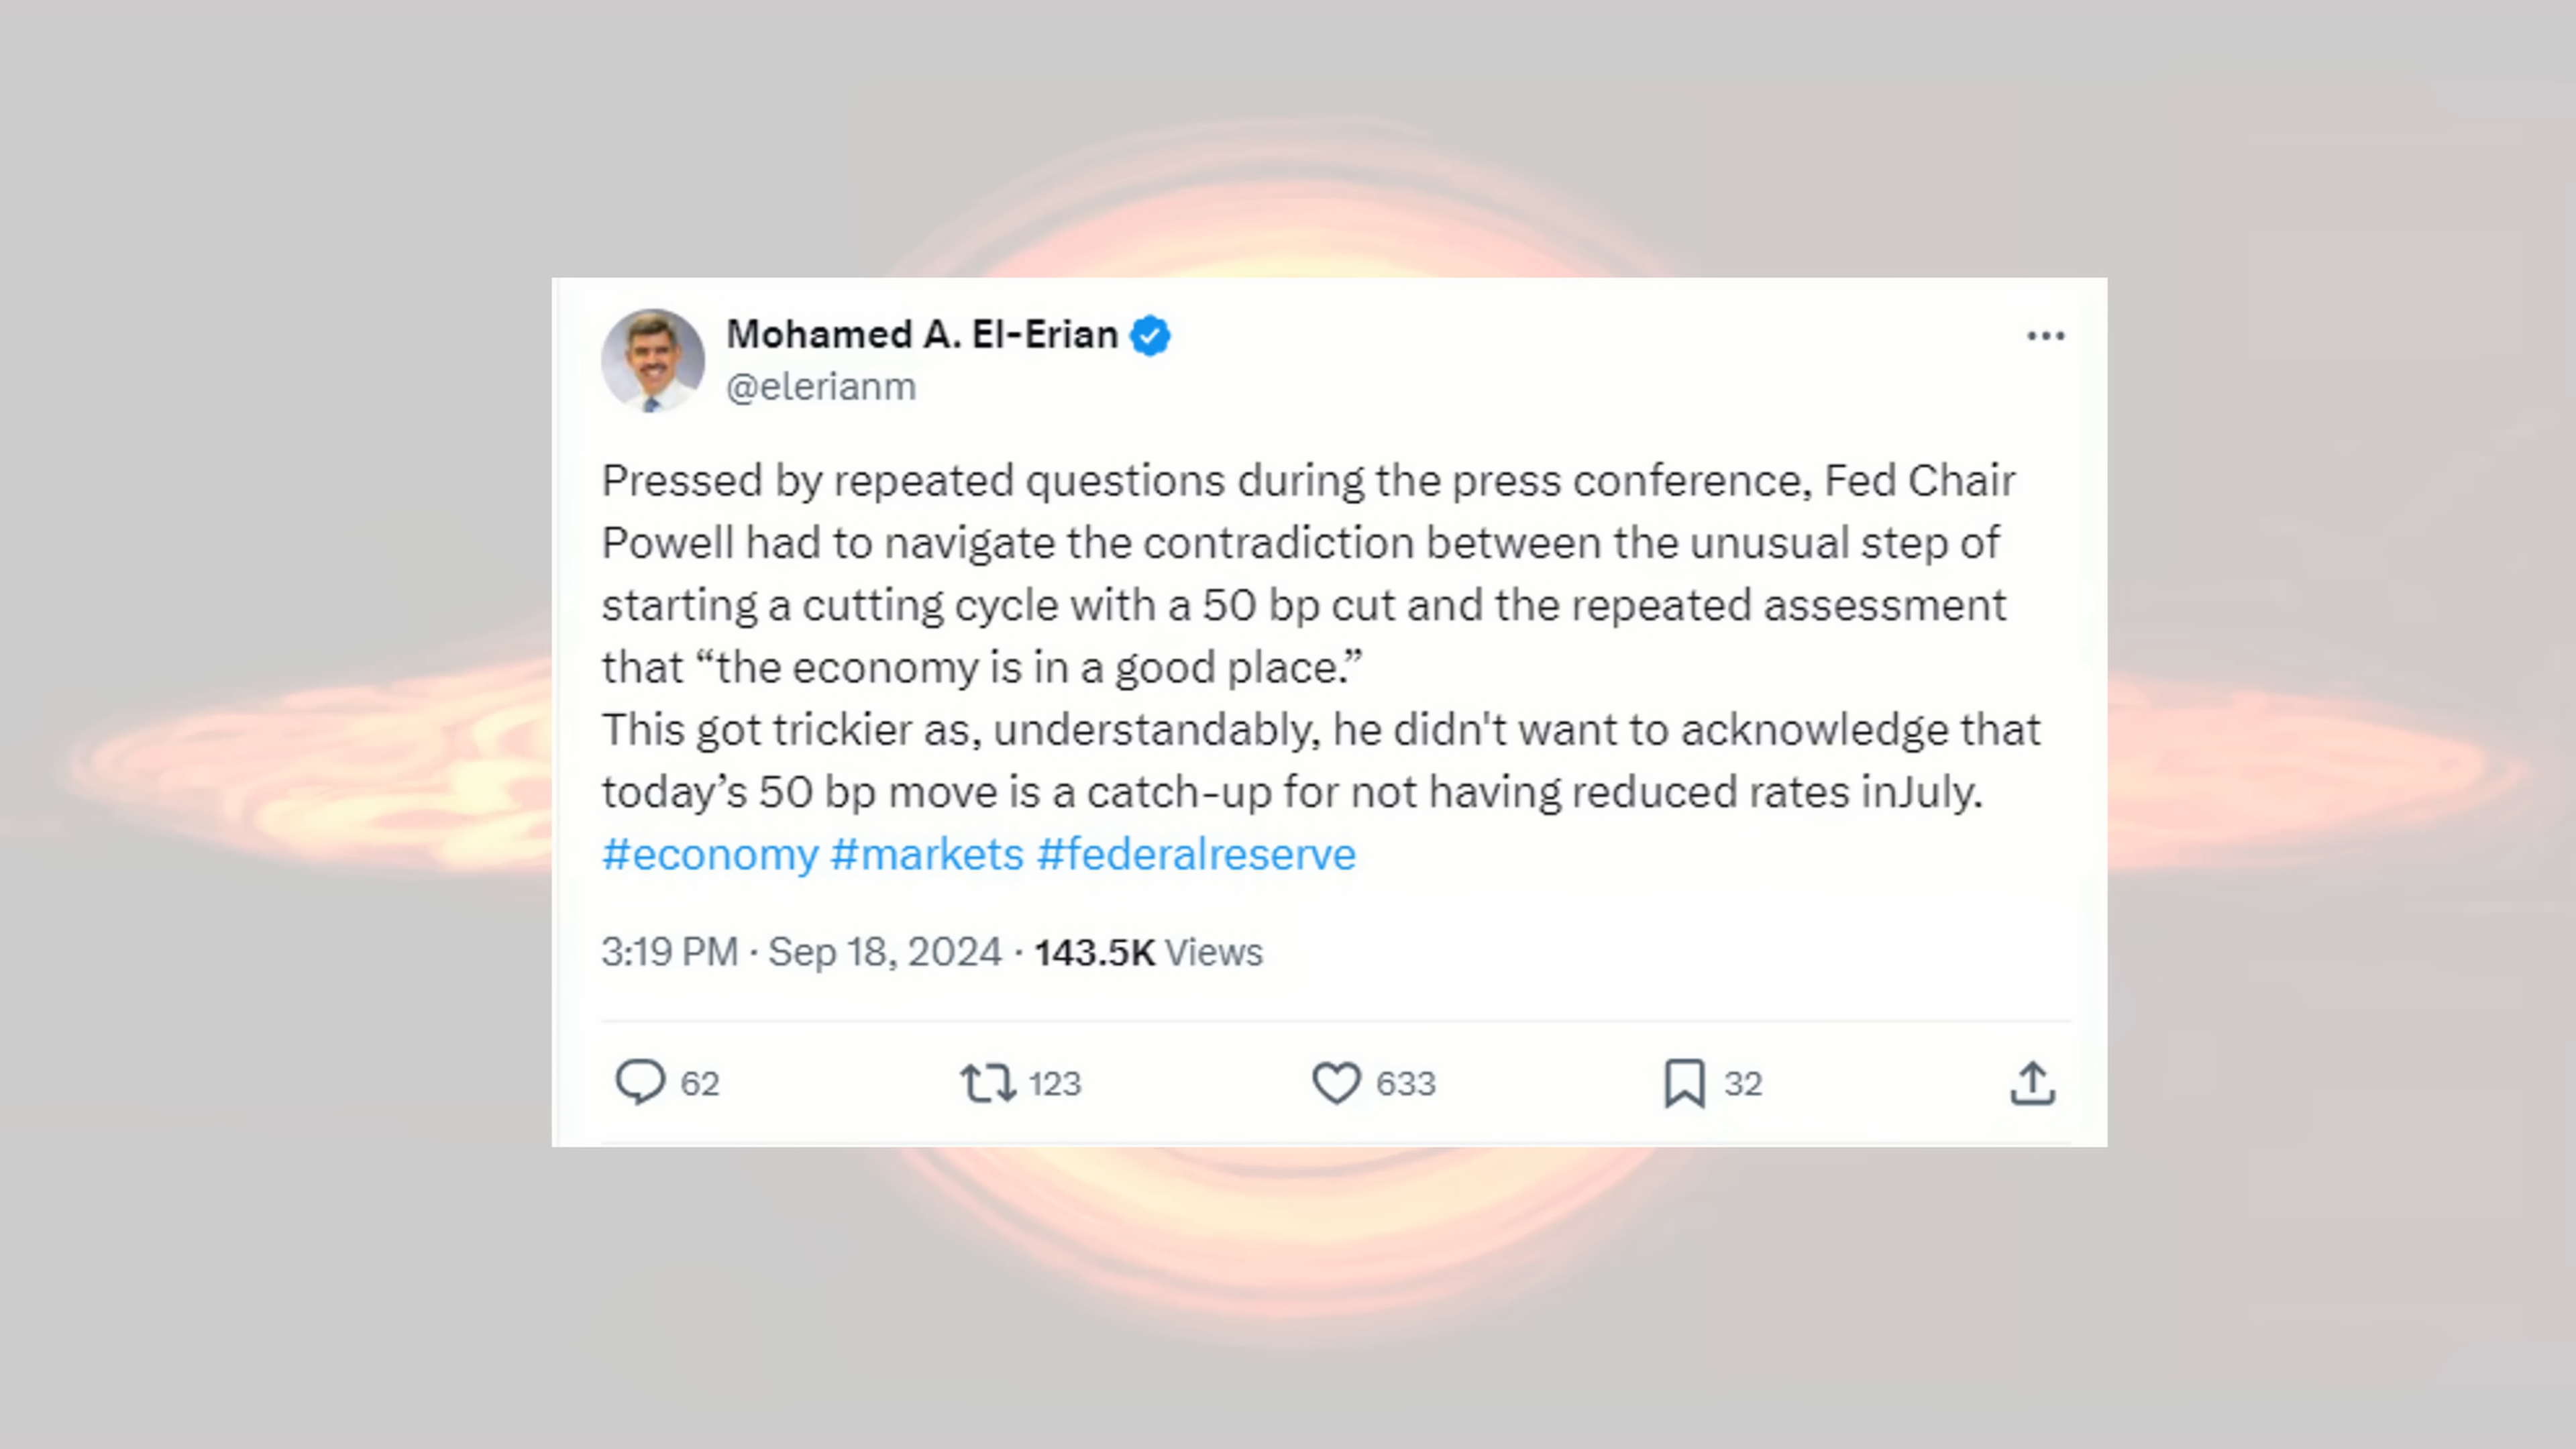 Mohamed A. El-Erian
@elerianm
Pressed by repeated questions during the press conference, Fed Chair
Powell had to navigate the contradiction between the unusual step of
starting a cutting cycle with a 50 bp cut and the repeated assessment
that “the economy is in a good place.”
This got trickier as, understandably, he didn't want to acknowledge that
today’s 50 bp move is a catch-up for not having reduced rates inJuly.
#economy #markets #federalreserve
3:19 PM · Sep 18, 2024 · 143.5K Views
62 123 633 32